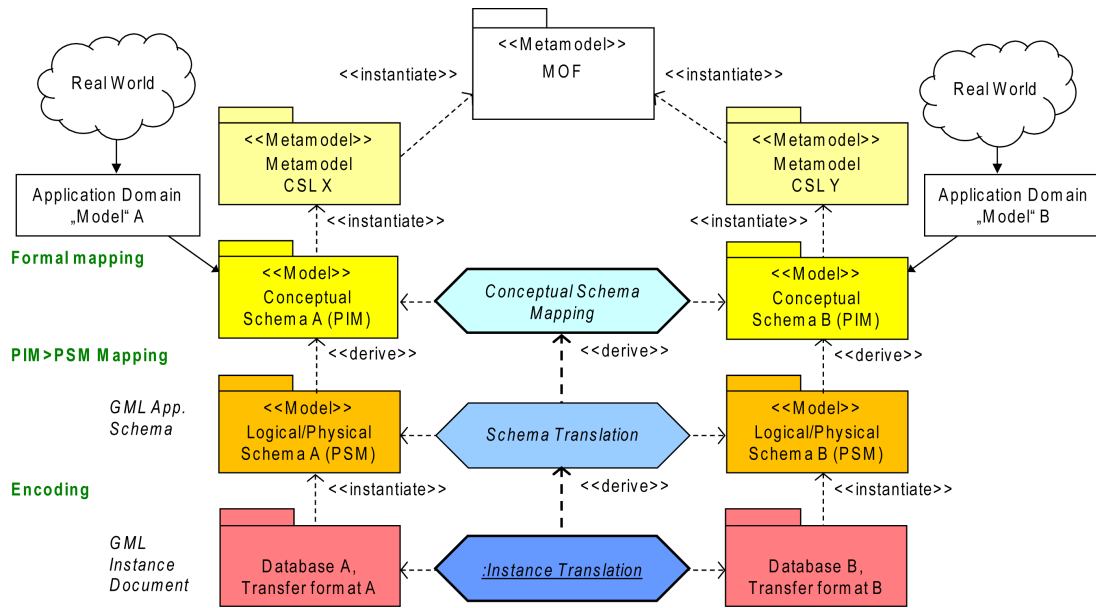 <<Metamodel>>
MOF
Real World
Real World
<<instantiate>>
<<instantiate>>
<<Metamodel>>
Metamodel
CSL X
<<Metamodel>>
Metamodel
CSL Y
Application Domain
„Model“ A
Application Domain
„Model“ B
<<instantiate>>
<<instantiate>>
Formal mapping
<<Model>>
Conceptual
Schema A (PIM)
Conceptual Schema
Mapping
<<Model>>
Conceptual
Schema B (PIM)
PIM>PSM Mapping
<<derive>>
<<derive>>
<<derive>>
GML App.
Schema
<<Model>>
Logical/Physical
Schema A (PSM)
Schema Translation
<<Model>>
Logical/Physical
Schema B (PSM)
Encoding
<<instantiate>>
<<derive>>
<<instantiate>>
GML
Instance
Document
Database A,
Transfer format A
:Instance Translation
Database B,
Transfer format B